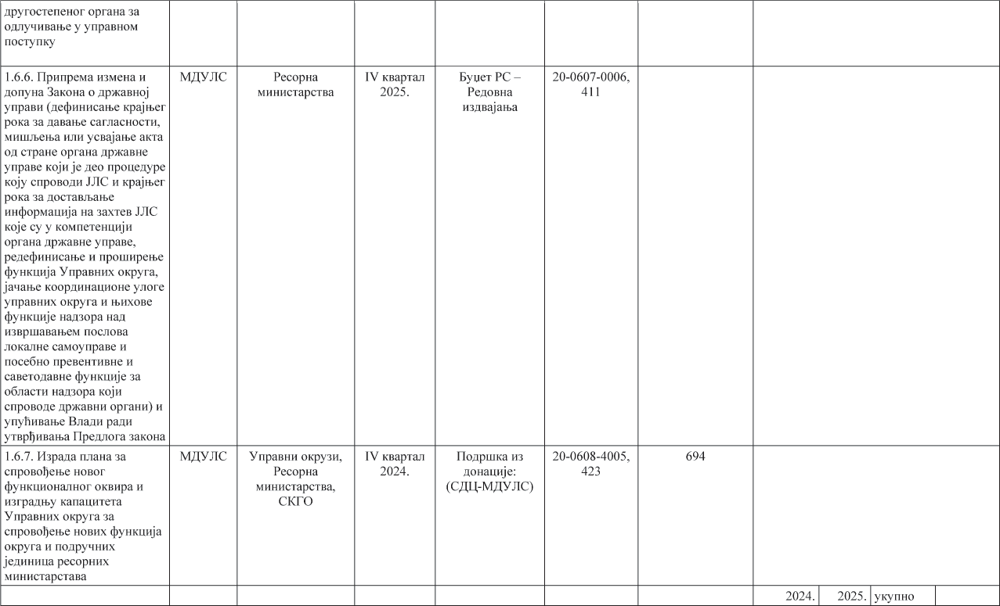 другостепеног органа за
одлучивање у управном
поступку
1.6.6. Припрема измена и
допуна Закона о државној
управи (дефинисање крајњег
рока за давање сагласности,
мишљења или усвајање акта
од стране органа државне
управе који је део процедуре
коју спроводи ЈЛС и крајњег
рока за достављање
информација на захтев ЈЛС
које су у компетенцији
органа државне управе,
редефинисање и проширење
функција Управних округа,
јачање координационе улоге
управних округа и њихове
функције надзора над
извршавањем послова
локалне самоуправе и
посебно превентивне и
саветодавне функције за
области надзора који
спроводе државни органи) и
упућивање Влади ради
утврђивања Предлога закона
МДУЛС
Ресорна
министарства
IV квартал
2025.
Буџет РС –
Редовна
издвајања
20-0607-0006,
411
1.6.7. Израда плана за
спровођење новог
функционалног оквира и
изградњу капацитета
Управних округа за
спровођење нових функција
округа и подручних
јединица ресорних
министарстава
МДУЛС
Управни окрузи,
Ресорна
министарства,
СКГО
IV квартал
2024.
Подршка из
донације:
(СДЦ-МДУЛС)
20-0608-4005,
423
694
2024.
2025.
укупно